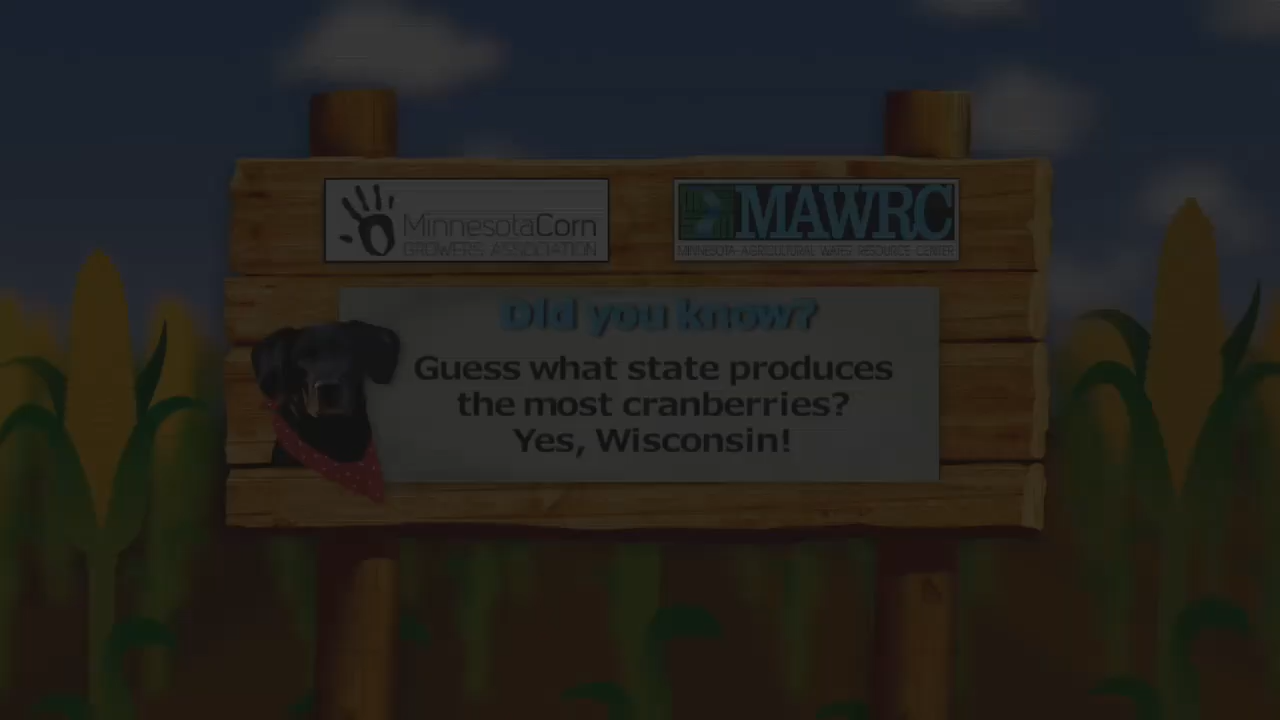 MinnesotaCorn
GROWERS ASSOCIATION
MAWRC
MINNESOTA AGRICULTURAL WATER RESOURCE CENTER
Did you know?
Guess what state produces
the most cranberries?
Yes, Wisconsin!